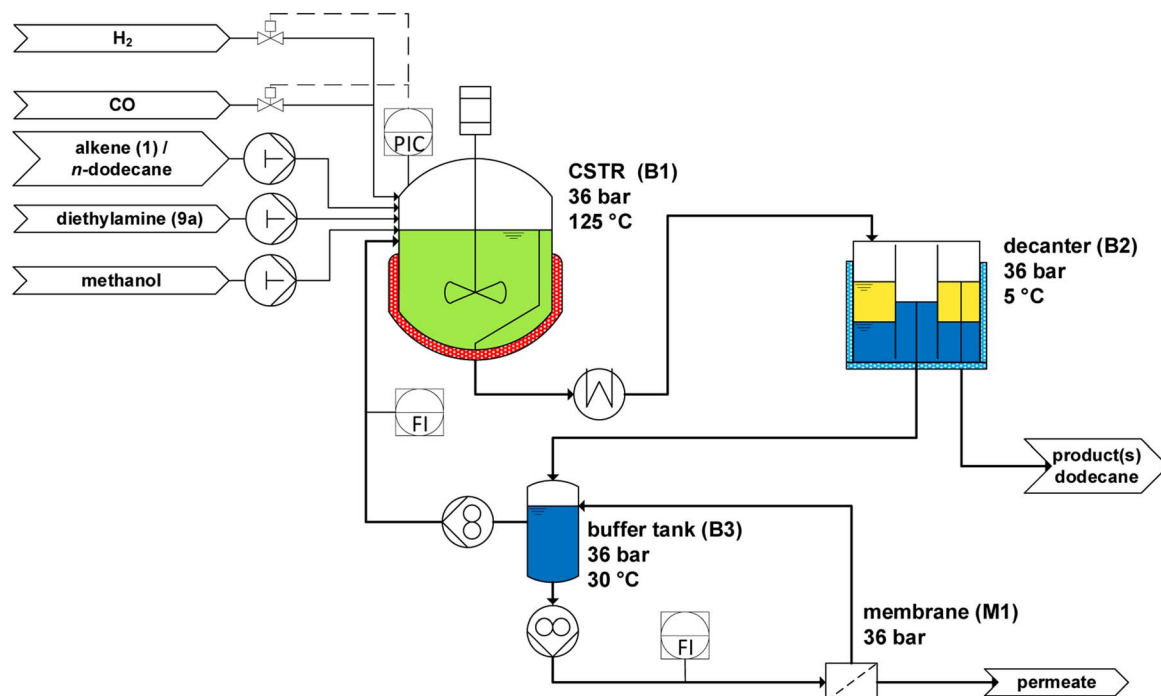 H₂
CO
alkene (1) /
n-dodecane
diethylamine (9a)
methanol
PIC
CSTR (B1)
36 bar
125 °C
decanter (B2)
36 bar
5 °C
FI
product(s)
dodecane
buffer tank (B3)
36 bar
30 °C
FI
membrane (M1)
36 bar
permeate